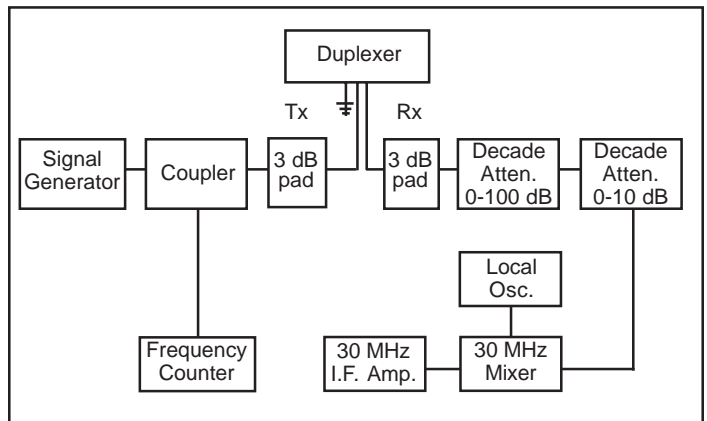 Duplexer
Tx
Rx
Signal
Generator
Coupler
3 dB
pad
3 dB
pad
Decade
Atten.
0-100 dB
Decade
Atten.
0-10 dB
Local
Osc.
Frequency
Counter
30 MHz
I.F. Amp.
30 MHz
Mixer